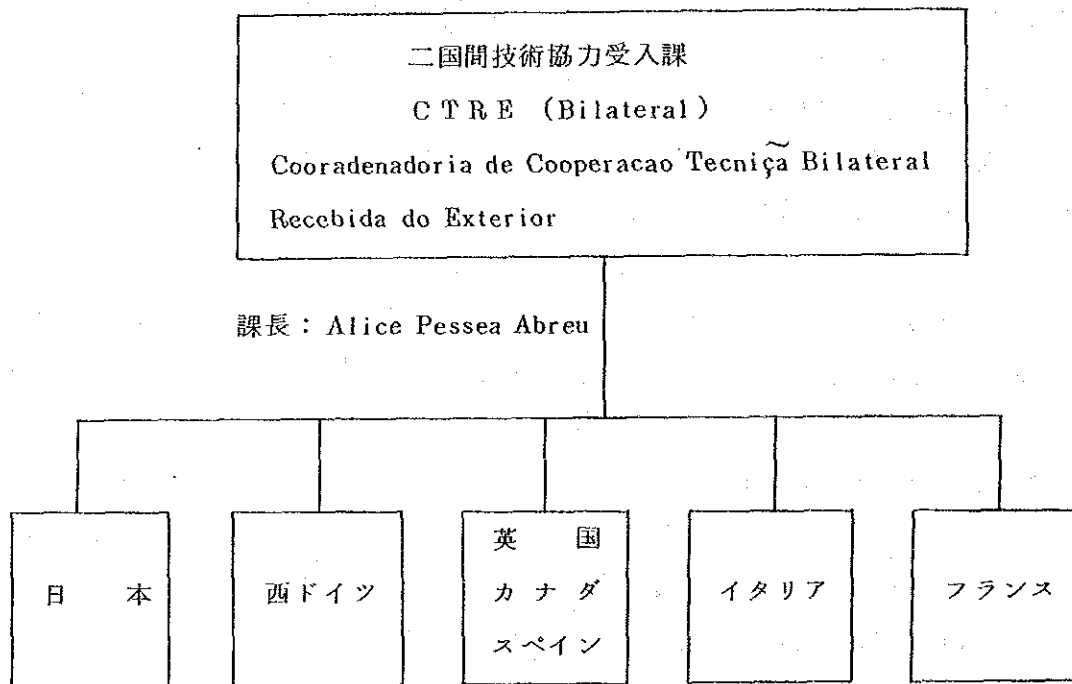 二国間技術協力受入課
CTRE (Bilateral)
Cooradenadoria de Cooperacao Tecniçã Bilateral
Recebida do Exterior
課長：Alice Pessea Abreu
日本
西ドイツ
英国
カナダ
スペイン
イタリア
フランス